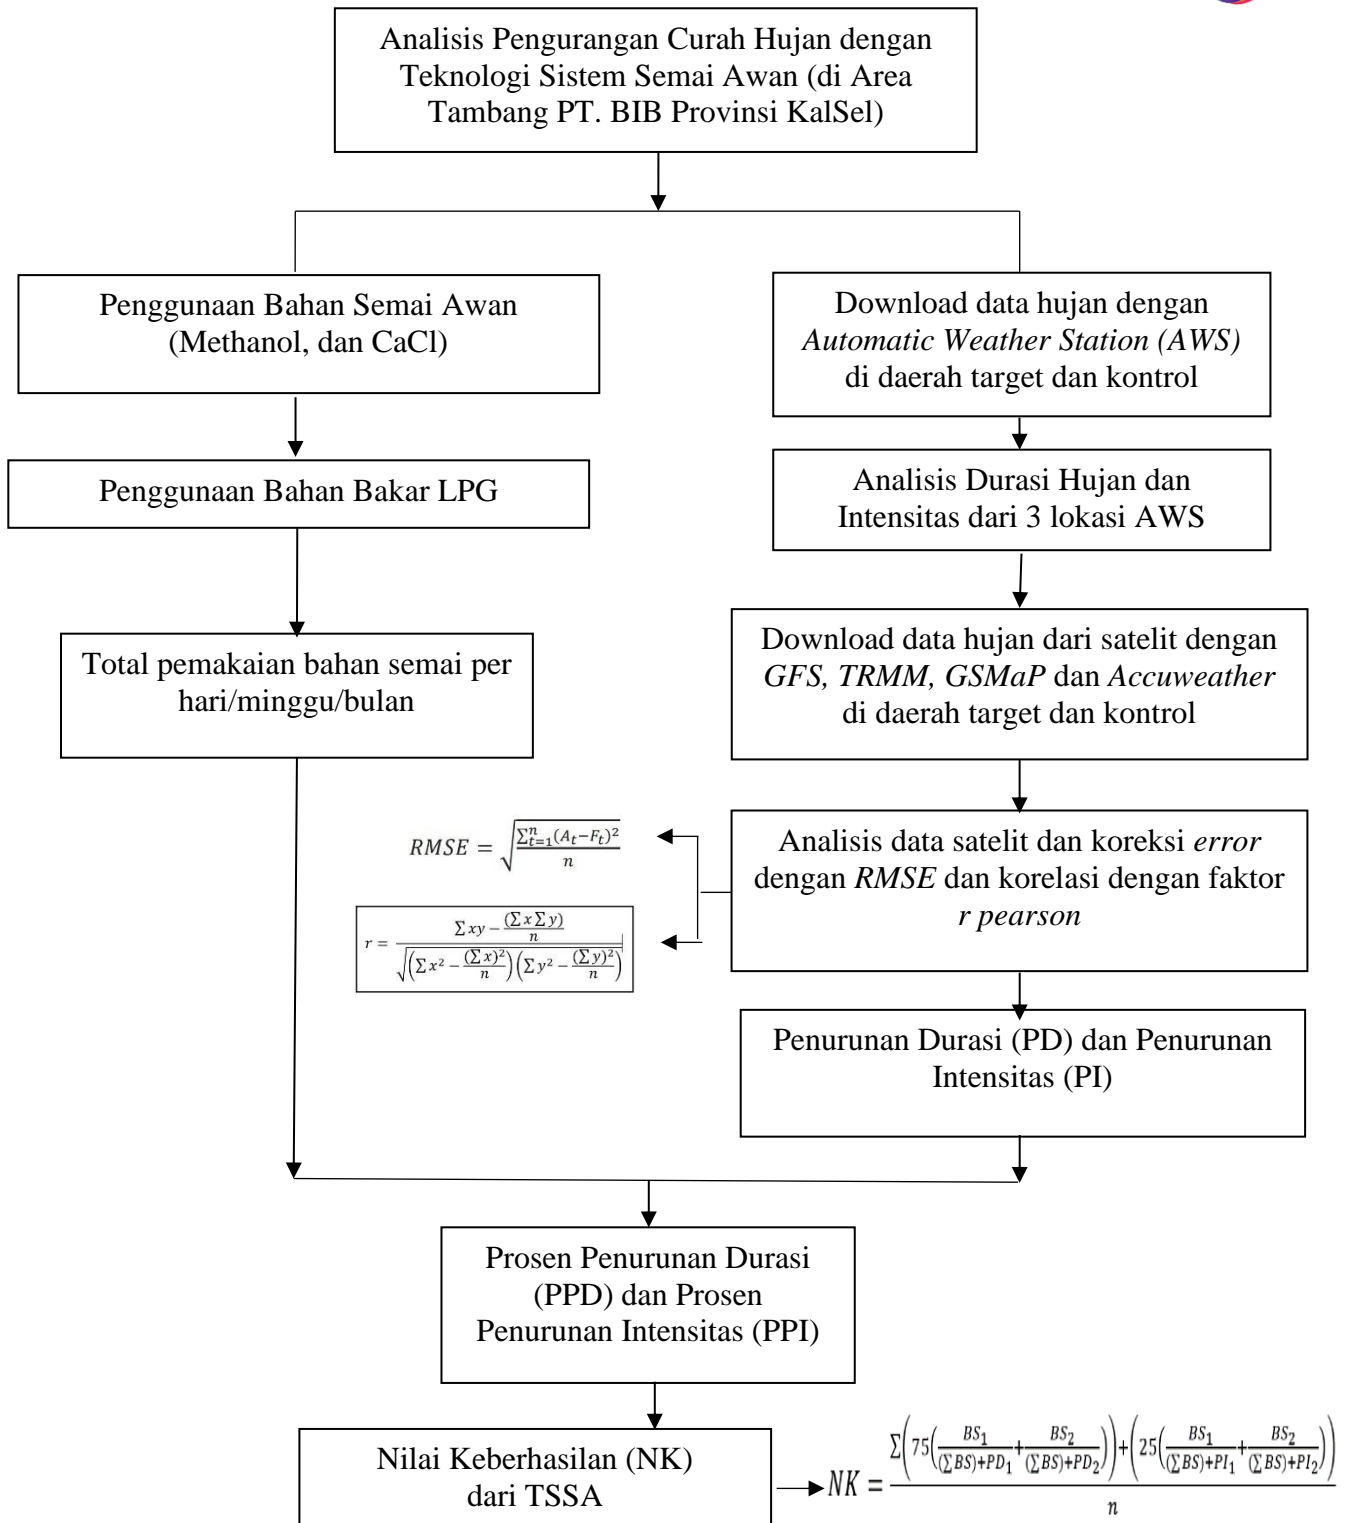 Analisis Pengurangan Curah Hujan dengan
Teknologi Sistem Semai Awan (di Area
Tambang PT. BIB Provinsi KalSel)
Penggunaan Bahan Semai Awan
(Methanol, dan CaCl)
Penggunaan Bahan Bakar LPG
Total pemakaian bahan semai per
hari/minggu/bulan
Download data hujan dengan
Automatic Weather Station (AWS)
di daerah target dan kontrol
Analisis Durasi Hujan dan
Intensitas dari 3 lokasi AWS
Download data hujan dari satelit dengan
GFS, TRMM, GSMaP dan Accuweather
di daerah target dan kontrol
Analisis data satelit dan koreksi error
dengan RMSE dan korelasi dengan faktor
r pearson
RMSE = √(∑ₜ₌₁ⁿ(Aₜ−Fₜ)² / n)
r = (∑xy − (∑x∑y)/n) / √((∑x² − (∑x)²/n)(∑y² − (∑y)²/n))
Penurunan Durasi (PD) dan Penurunan
Intensitas (PI)
Prosen Penurunan Durasi
(PPD) dan Prosen
Penurunan Intensitas (PPI)
Nilai Keberhasilan (NK)
dari TSSA
NK = (∑(75(BS₁/((∑BS)+PD₁) + BS₂/((∑BS)+PD₂))) + (25(BS₁/((∑BS)+PI₁) + BS₂/((∑BS)+PI₂)))) / n